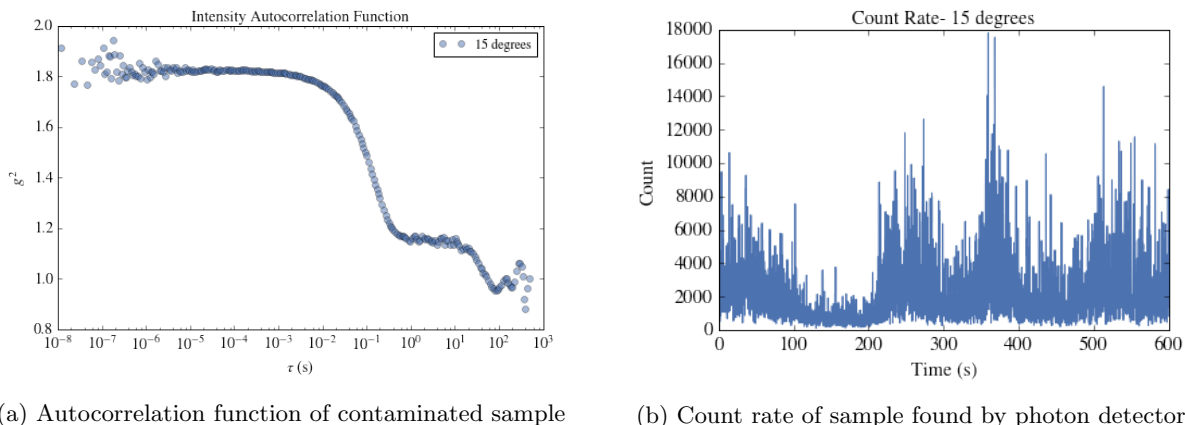 Intensity Autocorrelation Function
2.0
1.8
1.6
1.4
1.2
1.0
0.8
g²
15 degrees
10⁻⁸ 10⁻⁷ 10⁻⁶ 10⁻⁵ 10⁻⁴ 10⁻³ 10⁻² 10⁻¹ 10⁰ 10¹ 10² 10³
τ (s)
(a) Autocorrelation function of contaminated sample
Count Rate- 15 degrees
18000
16000
14000
12000
10000
8000
6000
4000
2000
0
Count
0 100 200 300 400 500 600
Time (s)
(b) Count rate of sample found by photon detector